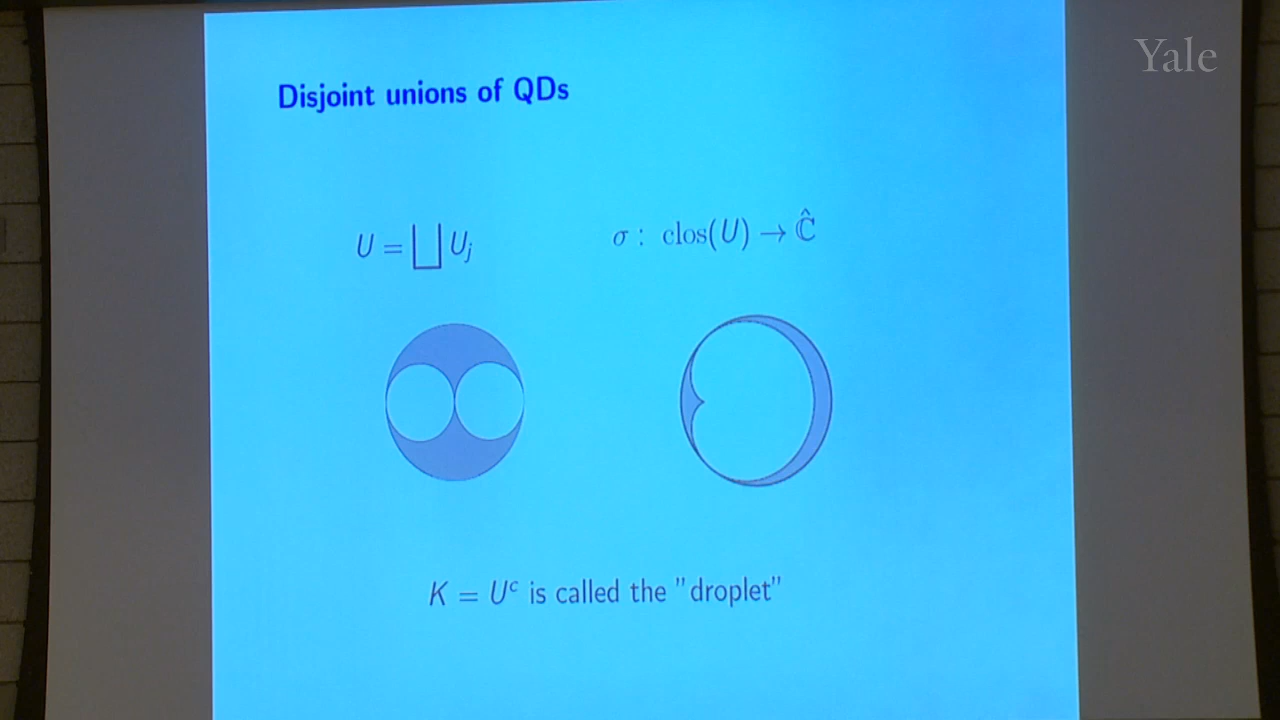 Yale
Disjoint unions of QDs
U = ⨆ U_j
σ : clos(U) → Ĉ
K = U^c is called the "droplet"